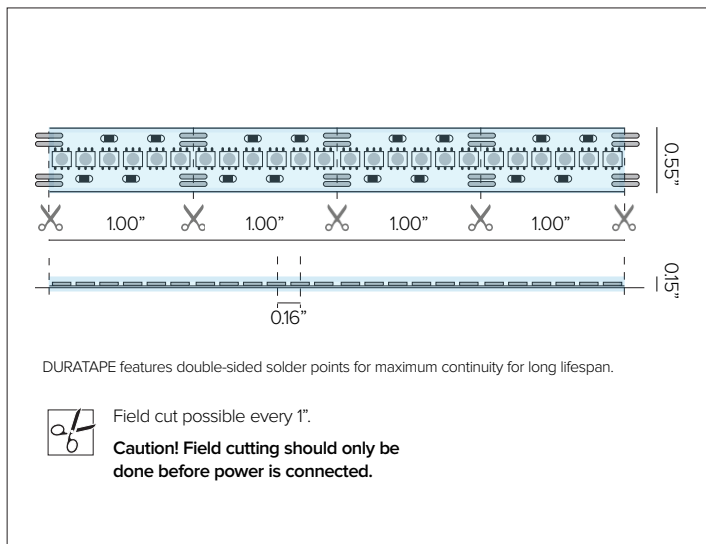 0.55”
1.00” 1.00” 1.00” 1.00”
0.15”
0.16”
DURATAPE features double-sided solder points for maximum continuity for long lifespan.
Field cut possible every 1”.
Caution! Field cutting should only be
done before power is connected.